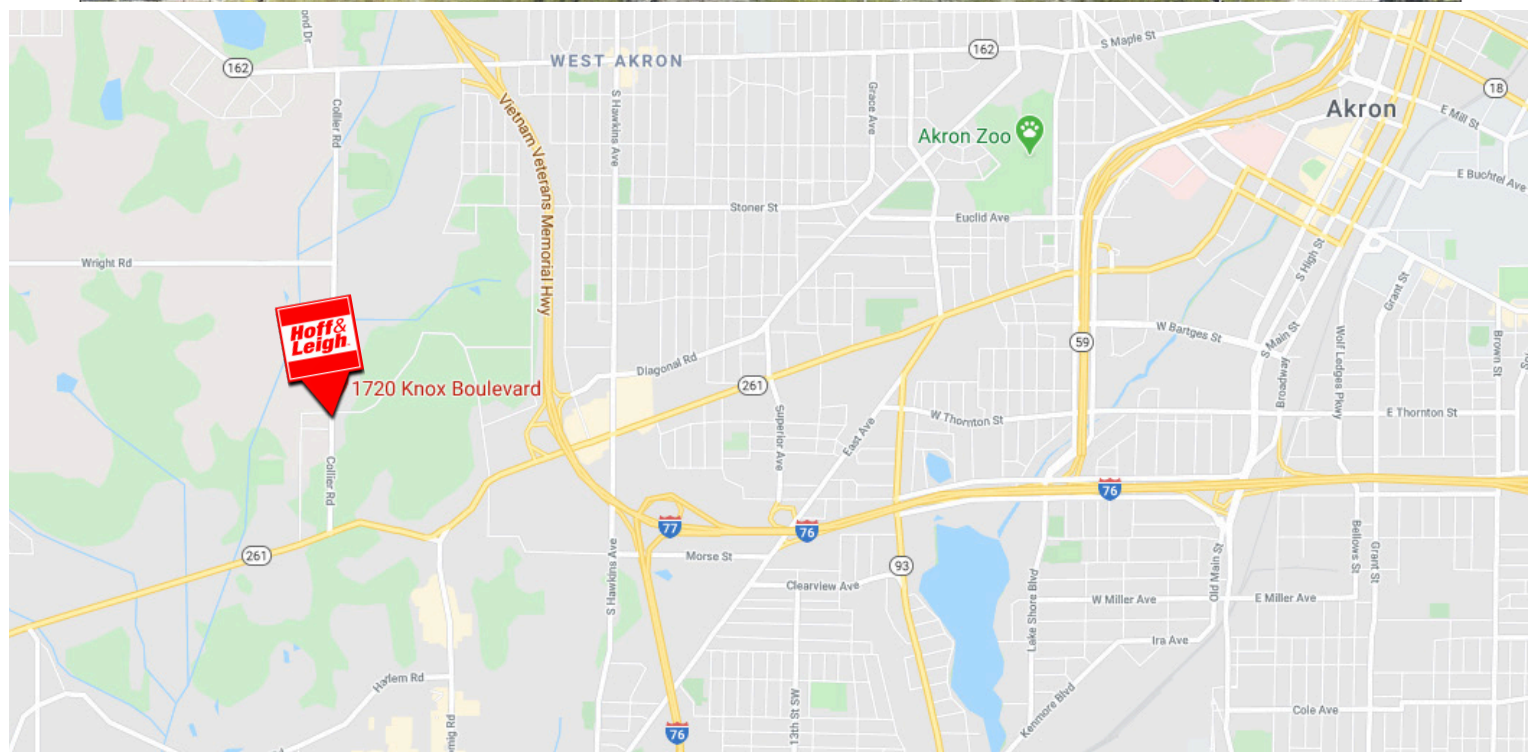 S Maple St
162
162
WEST AKRON
Akron
18
E Mill St
Collier Rd
Vietnam Veterans Memorial Hwy
S Hawkins Ave
Grace Ave
Akron Zoo
E Buchtel Ave
Stoner St
Euclid Ave
Wright Rd
S High St
Grant St
Hoff&
Leigh
1720 Knox Boulevard
Diagonal Rd
261
59
W Bartges St
S Main St
Broadway
Wolf Ledges Pkwy
Brown St
Superior Ave
East Ave
W Thornton St
E Thornton St
Collier Rd
76
77
76
261
Morse St
S Hawkins Ave
93
Clearview Ave
Lake Shore Blvd
W Miller Ave
Old Main St
E Miller Ave
Bellows St
Grant St
Ira Ave
Harlem Rd
Kenmore Blvd
Cole Ave
13th St SW
76